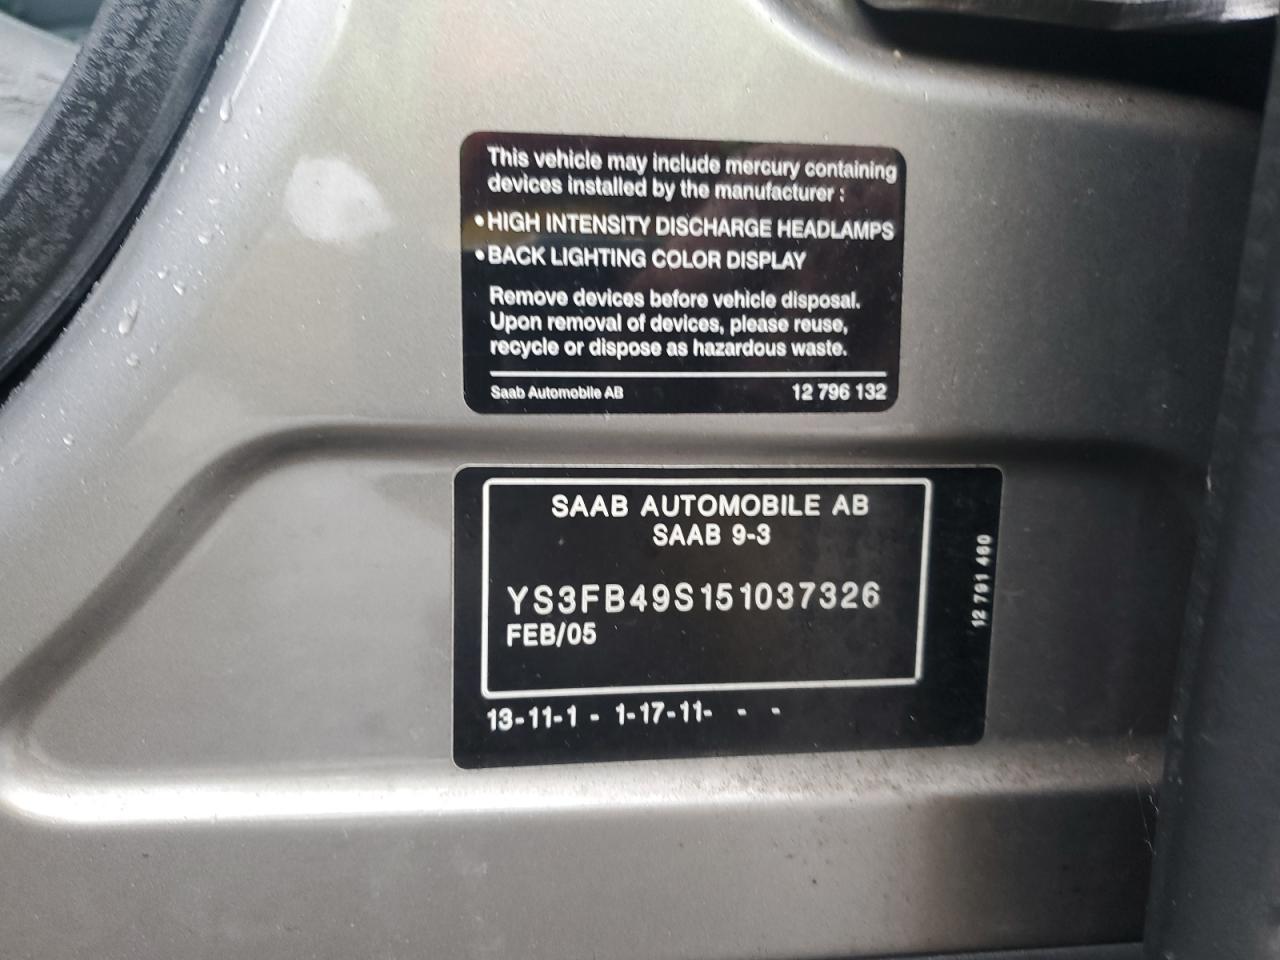 This vehicle may include mercury containing
devices installed by the manufacturer :
• HIGH INTENSITY DISCHARGE HEADLAMPS
• BACK LIGHTING COLOR DISPLAY
Remove devices before vehicle disposal.
Upon removal of devices, please reuse,
recycle or dispose as hazardous waste.
Saab Automobile AB 12 796 132
SAAB AUTOMOBILE AB
SAAB 9-3
YS3FB49S151037326
FEB/05
13-11-1 - 1-17-11- - -
12 791 460